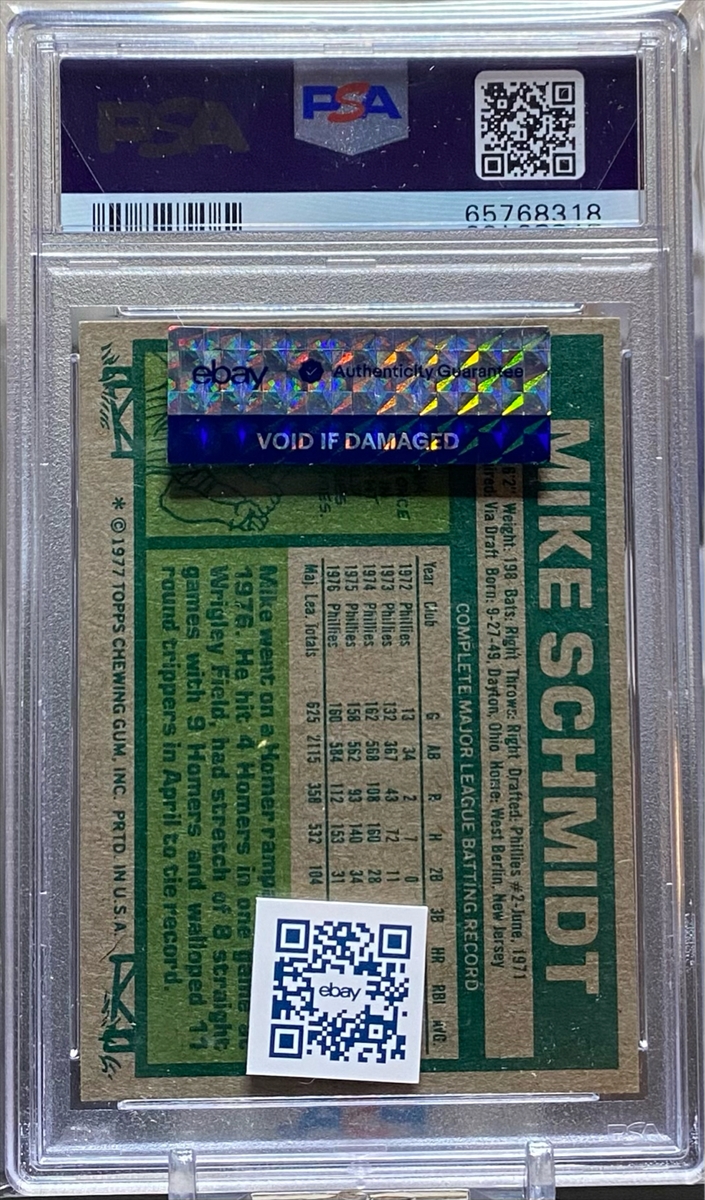 PSA
PSA
65768318
ebay Authenticity Guarantee
VOID IF DAMAGED
MIKE SCHMIDT
6'2" Weight: 198 Bats: Right Throws: Right Drafted: Phillies #2-June, 1971
Via Draft Born: 9-27-49, Dayton, Ohio Home: West Berlin, New Jersey
COMPLETE MAJOR LEAGUE BATTING RECORD
Year Club G AB R H 2B 3B HR RBI AVG.
1972 Phillies 13 34 2 7 0
1973 Phillies 132 367 43 72 11
1974 Phillies 162 568 108 160 28
1975 Phillies 158 562 93 140 34
1976 Phillies 160 584 112 153 31
Maj. Lea. Totals 625 2115 358 532 104
Mike went on a Homer
1976. He hit 4 Homers in one game
Wrigley Field, had stretch of 8 straight
games with 9 Homers and walloped 11
round trippers in April to tie record.
* © 1977 TOPPS CHEWING GUM, INC. PRTD. IN U.S.A.
ebay
PSA